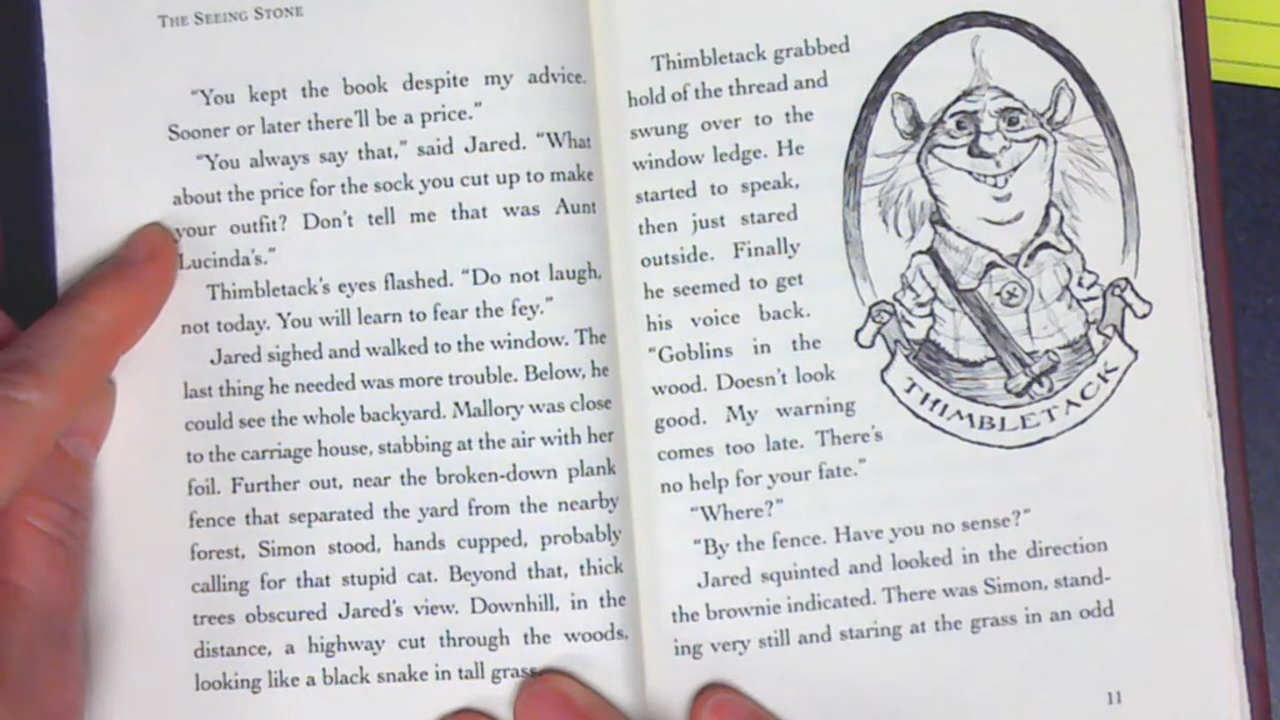 THE SEEING STONE
"You kept the book despite my advice.
Sooner or later there'll be a price."
"You always say that," said Jared. "What
about the price for the sock you cut up to make
your outfit? Don't tell me that was Aunt
Lucinda's."
Thimbletack's eyes flashed. "Do not laugh,
not today. You will learn to fear the fey."
Jared sighed and walked to the window. The
last thing he needed was more trouble. Below, he
could see the whole backyard. Mallory was close
to the carriage house, stabbing at the air with her
foil. Further out, near the broken-down plank
fence that separated the yard from the nearby
forest, Simon stood, hands cupped, probably
calling for that stupid cat. Beyond that, thick
trees obscured Jared's view. Downhill, in the
distance, a highway cut through the woods,
looking like a black snake in tall grass
Thimbletack grabbed
hold of the thread and
swung over to the
window ledge. He
started to speak,
then just stared
outside. Finally
he seemed to get
his voice back.
"Goblins in the
wood. Doesn't look
good. My warning
comes too late. There's
no help for your fate."
"Where?"
"By the fence. Have you no sense?"
Jared squinted and looked in the direction
the brownie indicated. There was Simon, stand-
ing very still and staring at the grass in an odd
THIMBLETACK
11